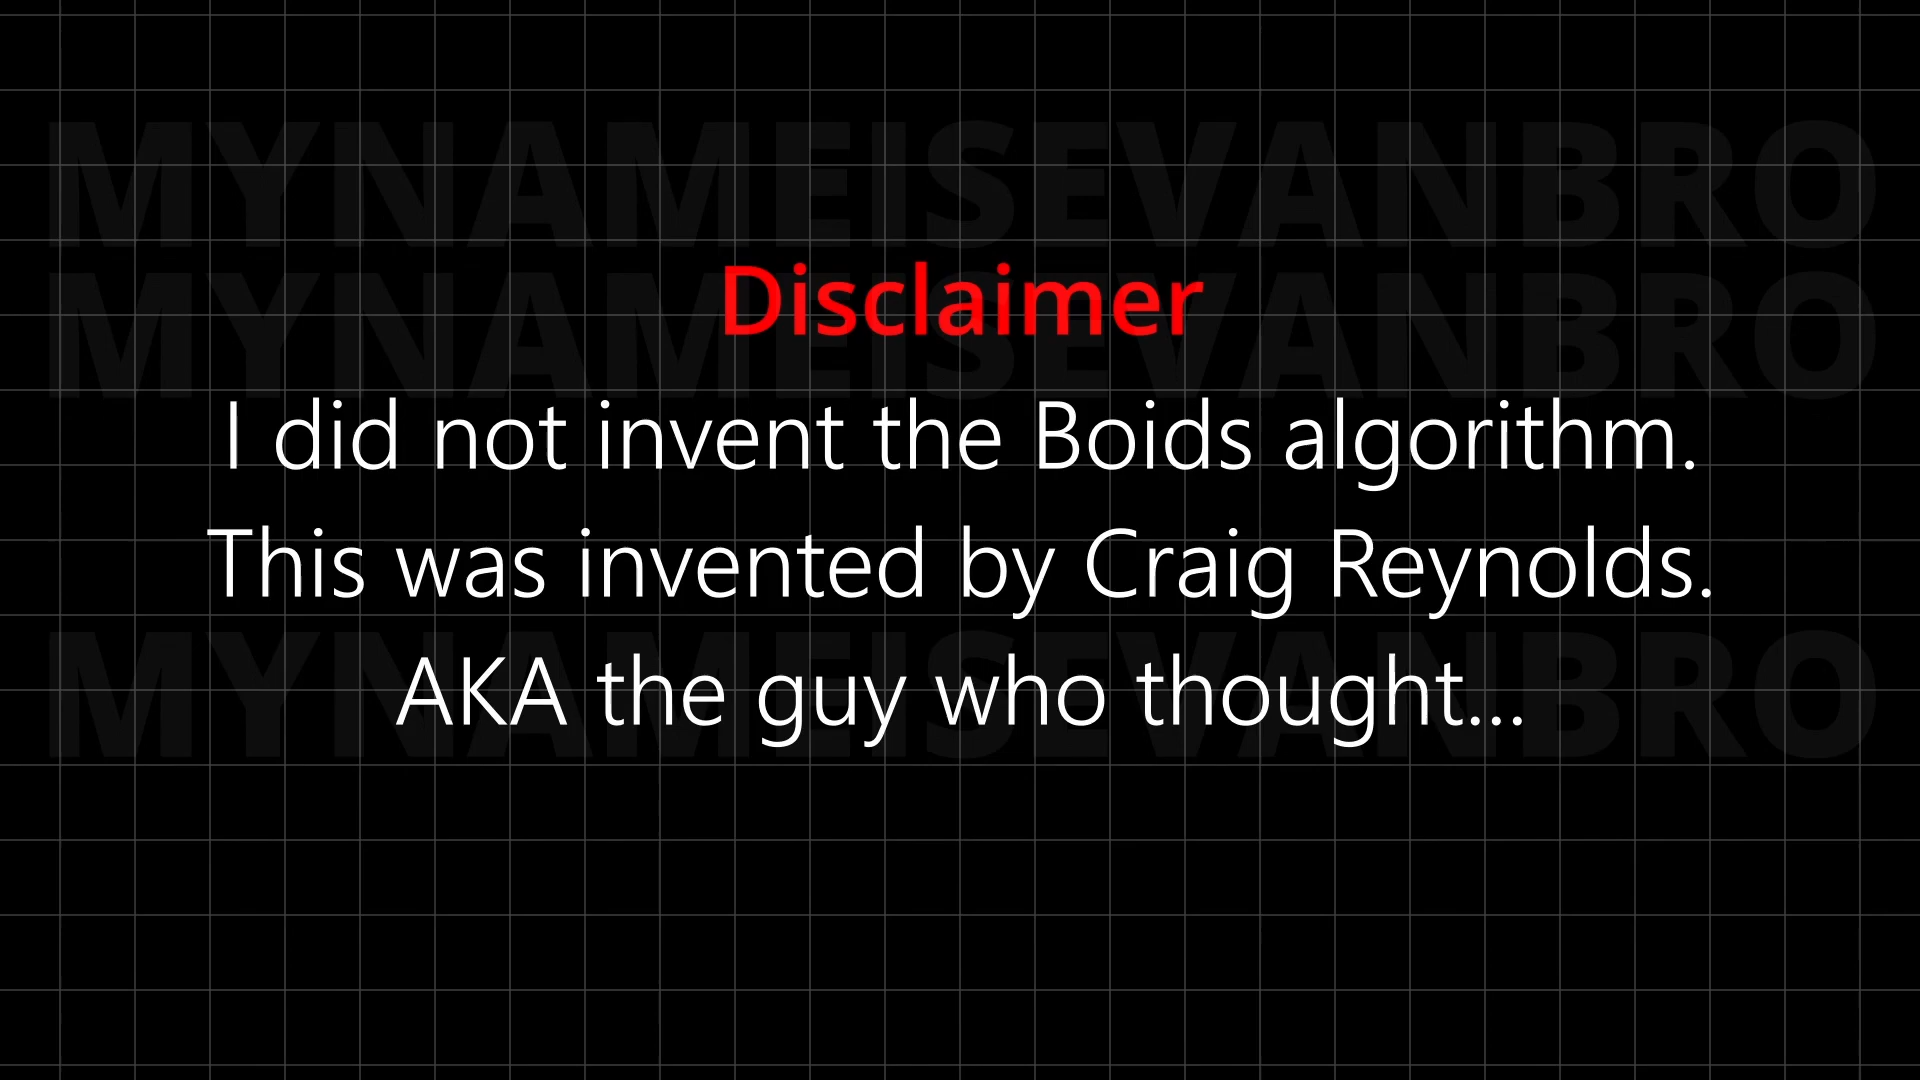 MYNAMEISEVANBRO
MYNAMEISEVANBRO
Disclaimer
I did not invent the Boids algorithm.
This was invented by Craig Reynolds.
MYNAMEISEVANBRO
AKA the guy who thought...